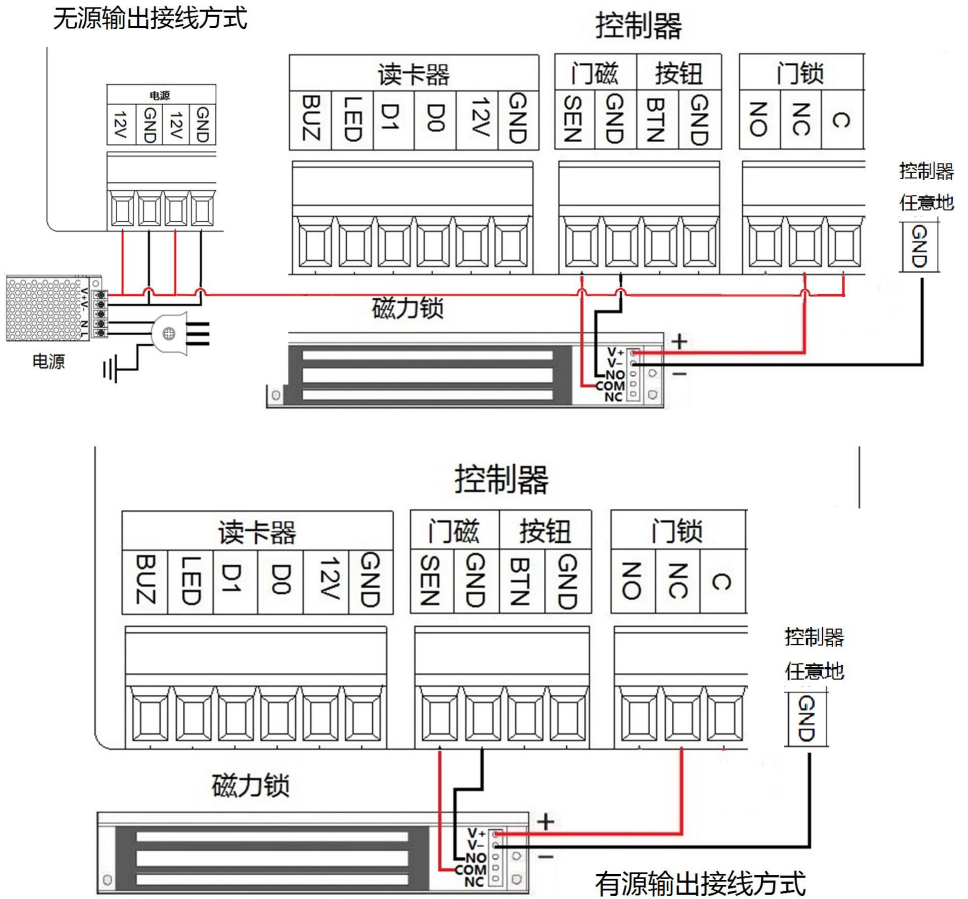 无源输出接线方式
控制器
电源
12V GND 12V GND
读卡器 门磁 按钮 门锁
BUZ LED D1 D0 12V GND SEN GND BTN GND NO NC C
控制器
任意地
GND
V+ V- N L
电源
磁力锁
+
V+
V-
NO
COM
NC
-
控制器
读卡器 门磁 按钮 门锁
BUZ LED D1 D0 12V GND SEN GND BTN GND NO NC C
控制器
任意地
GND
磁力锁
+
V+
V-
NO
COM
NC
-
有源输出接线方式